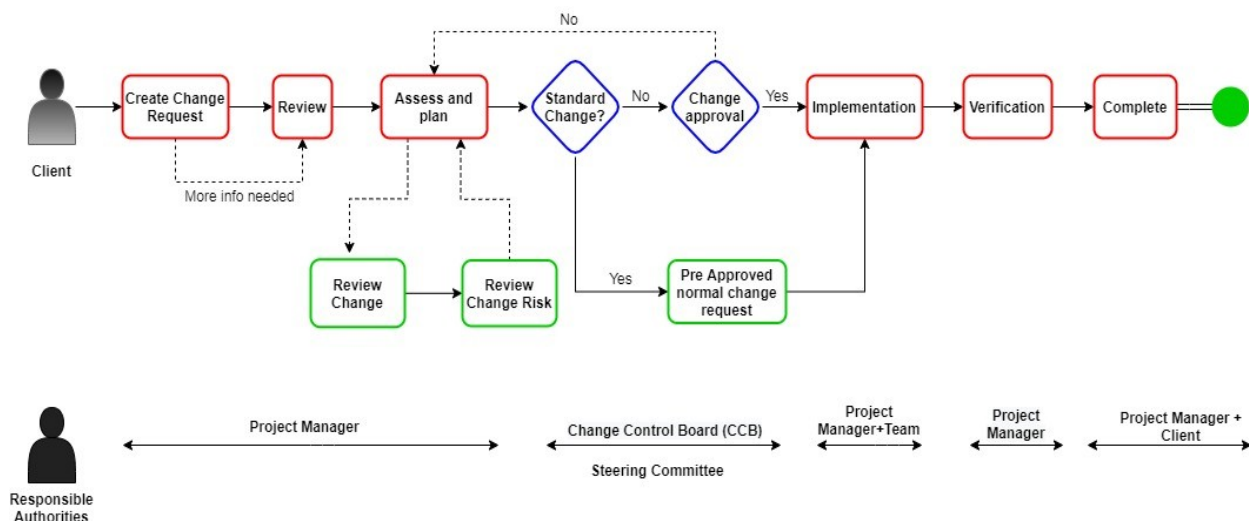 No
Create Change
Request
Review
Assess and
plan
Standard
Change?
No
Change
approval
Yes
Implementation
Verification
Complete
Client
More info needed
Review
Change
Review
Change Risk
Yes
Pre Approved
normal change
request
Project Manager
Change Control Board (CCB)
Steering Committee
Project
Manager+Team
Project
Manager
Project Manager +
Client
Responsible
Authorities